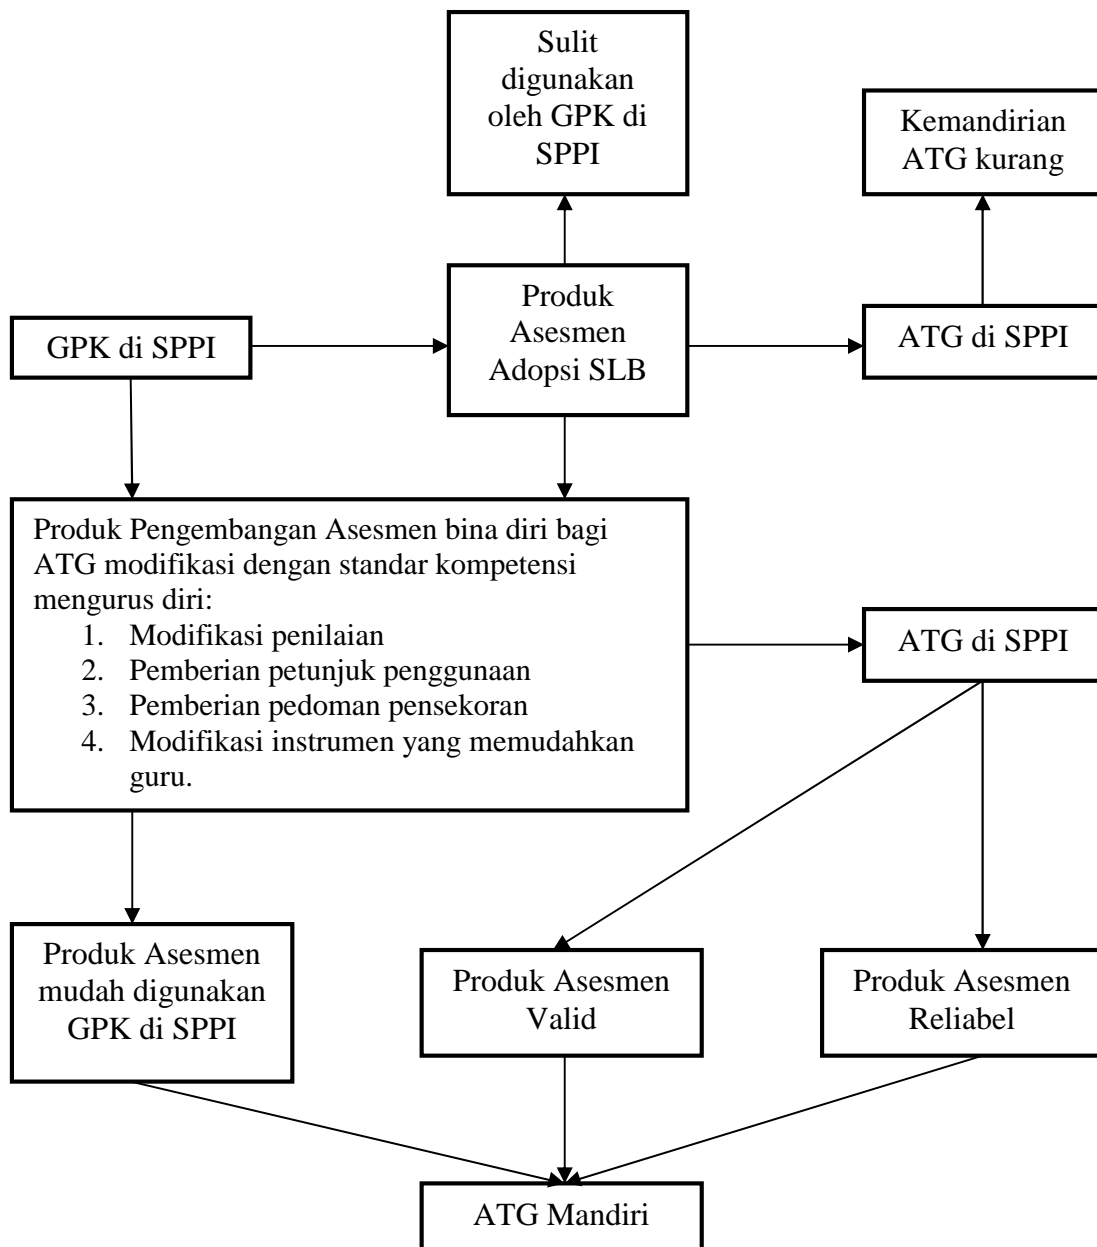 Sulit
digunakan
oleh GPK di
SPPI
Kemandirian
ATG kurang
Produk
Asesmen
Adopsi SLB
GPK di SPPI
ATG di SPPI
Produk Pengembangan Asesmen bina diri bagi
ATG modifikasi dengan standar kompetensi
mengurus diri:
1. Modifikasi penilaian
2. Pemberian petunjuk penggunaan
3. Pemberian pedoman pensekoran
4. Modifikasi instrumen yang memudahkan
guru.
ATG di SPPI
Produk Asesmen
mudah digunakan
GPK di SPPI
Produk Asesmen
Valid
Produk Asesmen
Reliabel
ATG Mandiri